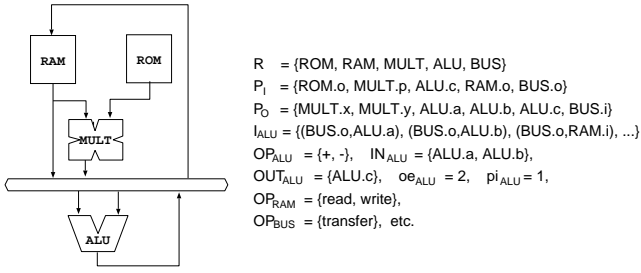 RAM
ROM
MULT
ALU
R = {ROM, RAM, MULT, ALU, BUS}
P_I = {ROM.o, MULT.p, ALU.c, RAM.o, BUS.o}
P_O = {MULT.x, MULT.y, ALU.a, ALU.b, ALU.c, BUS.i}
I_ALU = {(BUS.o,ALU.a), (BUS.o,ALU.b), (BUS.o,RAM.i), ...}
OP_ALU = {+, -}, IN_ALU = {ALU.a, ALU.b},
OUT_ALU = {ALU.c}, oe_ALU = 2, pi_ALU = 1,
OP_RAM = {read, write},
OP_BUS = {transfer}, etc.